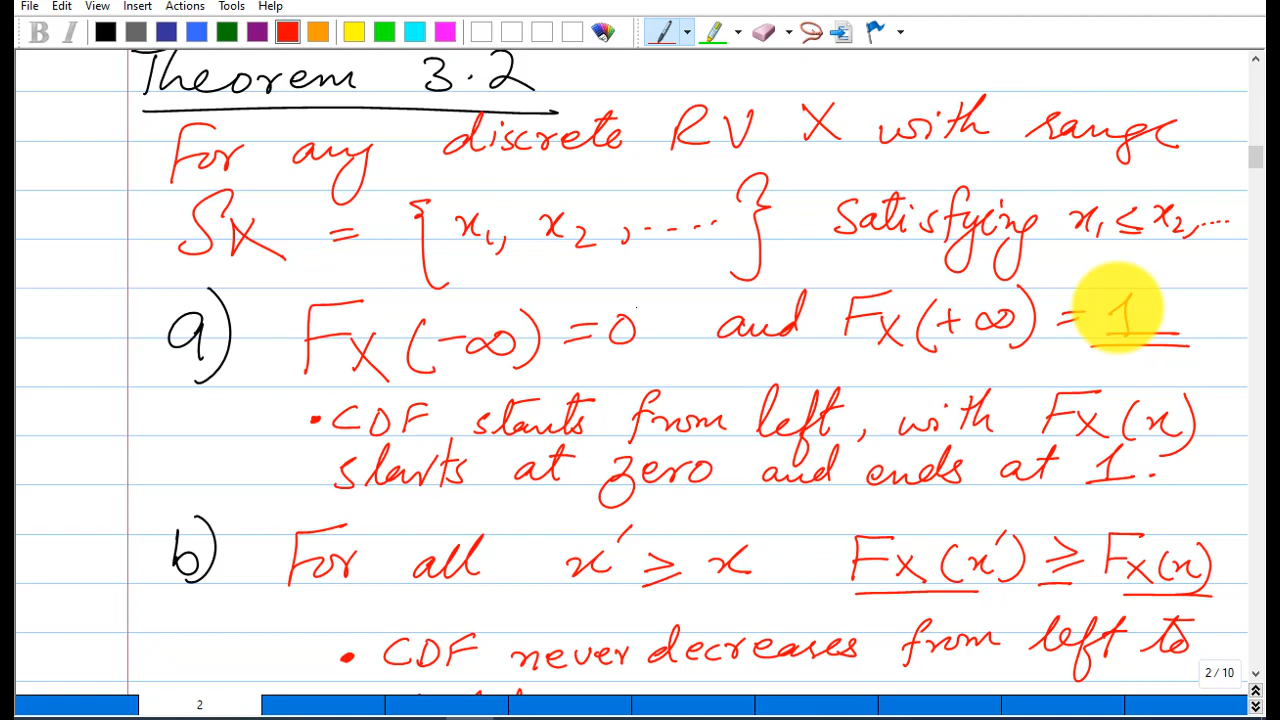 File Edit View Insert Actions Tools Help
B I
Theorem 3.2
For any discrete RV X with range
SX = { x1, x2, .... } satisfying x1 ≤ x2, ...
a) FX(-∞) = 0 and FX(+∞) = 1
• CDF starts from left, with FX(x)
starts at zero and ends at 1.
b) For all x' ≥ x FX(x') ≥ FX(x)
• CDF never decreases from left to
2 / 10
2